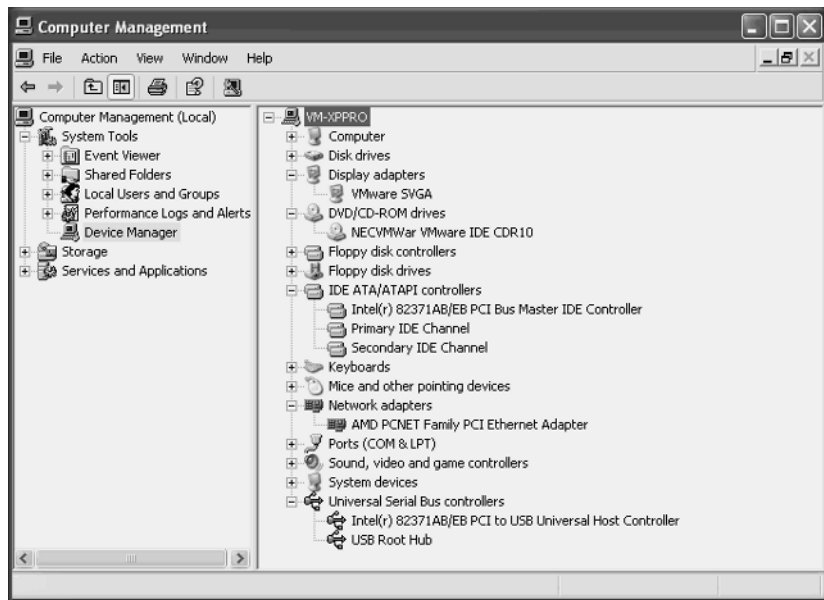 Computer Management
File Action View Window Help
Computer Management (Local)
System Tools
Event Viewer
Shared Folders
Local Users and Groups
Performance Logs and Alerts
Device Manager
Storage
Services and Applications
VM-XPPRO
Computer
Disk drives
Display adapters
VMware SVGA
DVD/CD-ROM drives
NECVMWar VMware IDE CDR10
Floppy disk controllers
Floppy disk drives
IDE ATA/ATAPI controllers
Intel(r) 82371AB/EB PCI Bus Master IDE Controller
Primary IDE Channel
Secondary IDE Channel
Keyboards
Mice and other pointing devices
Network adapters
AMD PCNET Family PCI Ethernet Adapter
Ports (COM & LPT)
Sound, video and game controllers
System devices
Universal Serial Bus controllers
Intel(r) 82371AB/EB PCI to USB Universal Host Controller
USB Root Hub